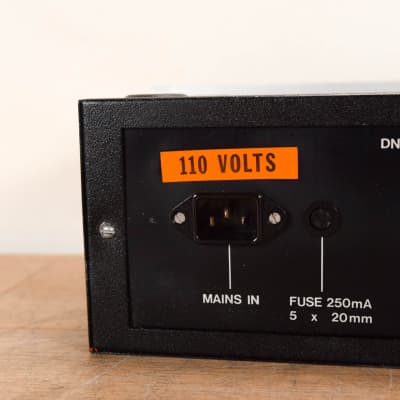 DN
110 VOLTS
MAINS IN
FUSE 250mA
5 x 20mm